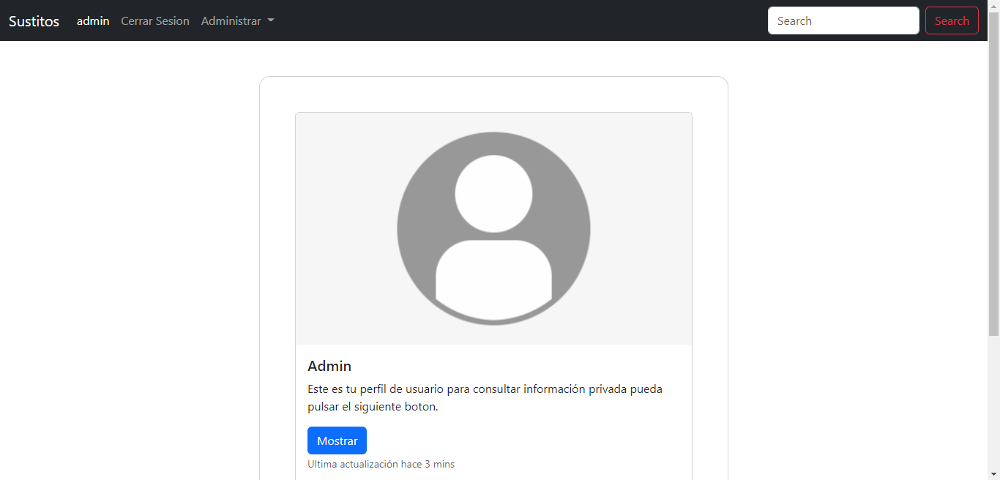 Sustitos admin Cerrar Sesion Administrar Search Search
Admin
Este es tu perfil de usuario para consultar información privada pueda
pulsar el siguiente boton.
Mostrar
Ultima actualización hace 3 mins